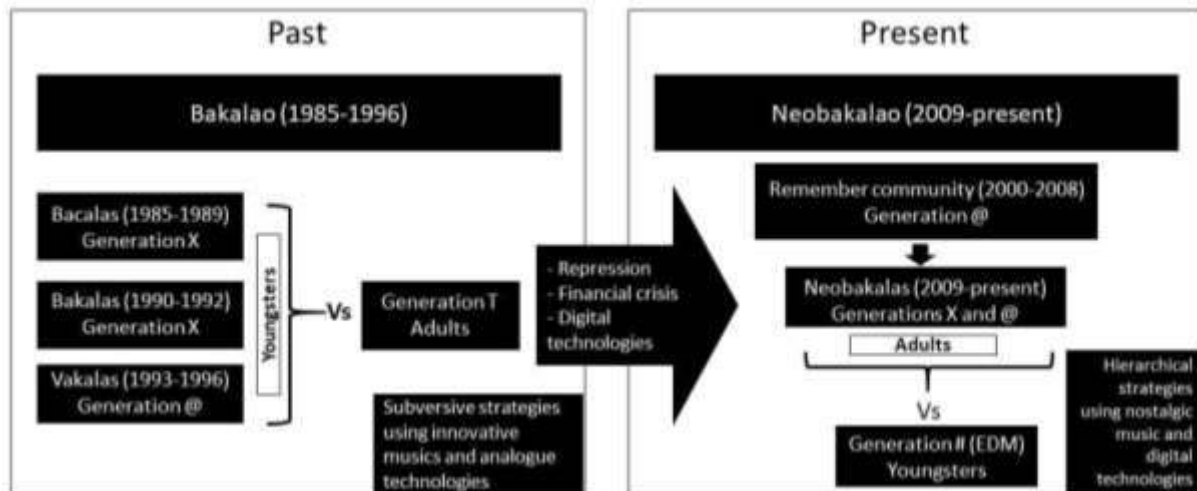 Past
Bakalao (1985-1996)
Bacalas (1985-1989)
Generation X
Bakalas (1990-1992)
Generation X
Vakalas (1993-1996)
Generation @
Youngsters
Vs
Generation T
Adults
Subversive strategies
using innovative
musics and analogue
technologies
- Repression
- Financial crisis
- Digital
technologies
Present
Neobakalao (2009-present)
Remember community (2000-2008)
Generation @
Neobakalas (2009-present)
Generations X and @
Adults
Vs
Generation # (EDM)
Youngsters
Hierarchical
strategies
using nostalgic
music and
digital
technologies